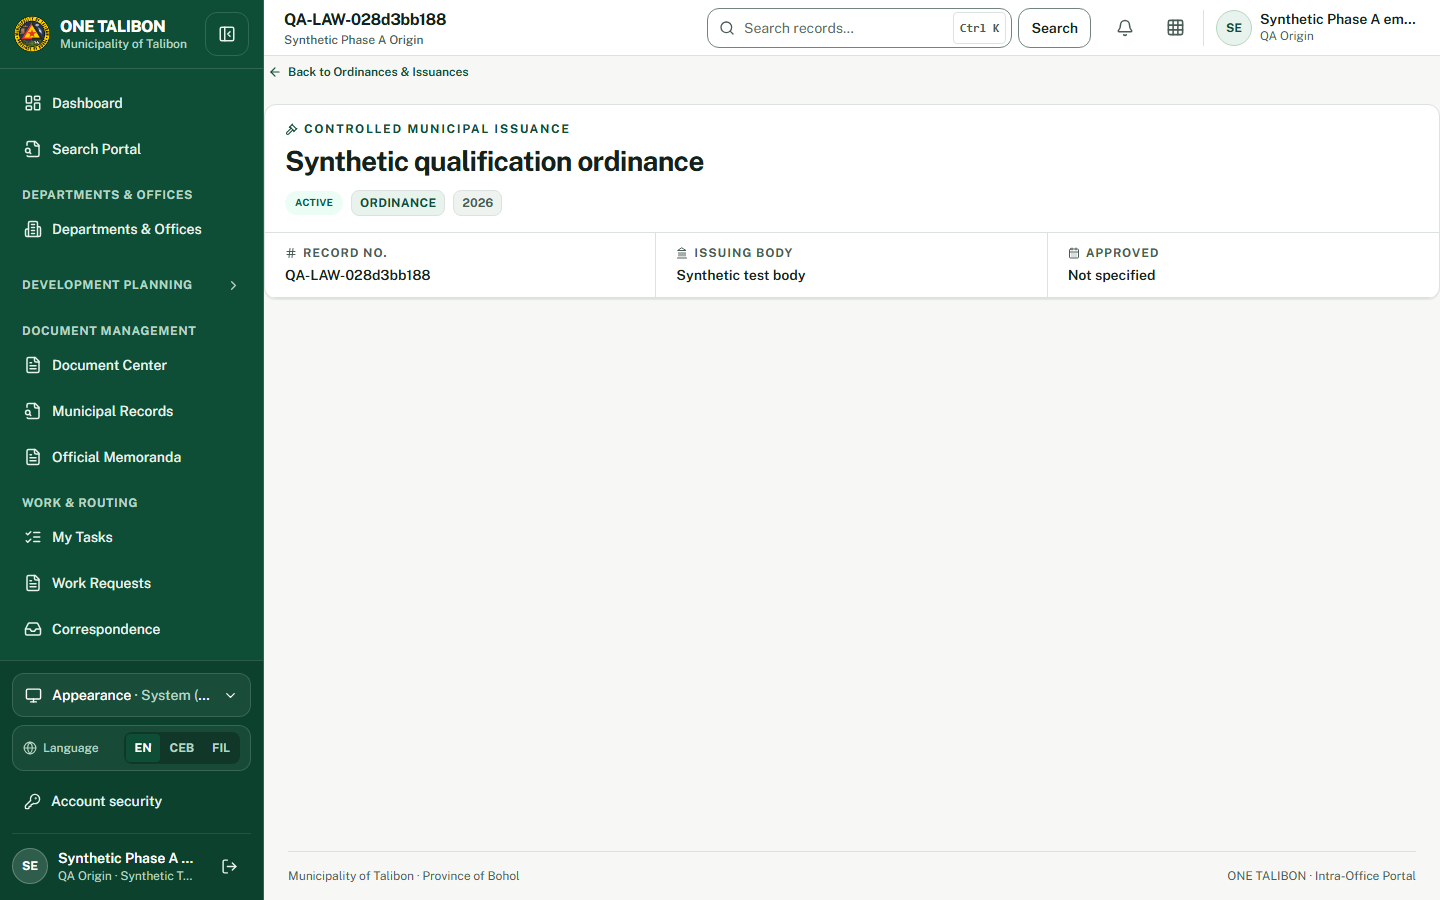 ONE TALIBON
Municipality of Talibon
Dashboard
Search Portal
DEPARTMENTS & OFFICES
Departments & Offices
DEVELOPMENT PLANNING
DOCUMENT MANAGEMENT
Document Center
Municipal Records
Official Memoranda
WORK & ROUTING
My Tasks
Work Requests
Correspondence
Appearance · System (...
Language EN CEB FIL
Account security
SE
Synthetic Phase A ...
QA Origin · Synthetic T...
QA-LAW-028d3bb188
Synthetic Phase A Origin
Search records... Ctrl K Search
SE
Synthetic Phase A em...
QA Origin
Back to Ordinances & Issuances
CONTROLLED MUNICIPAL ISSUANCE
Synthetic qualification ordinance
ACTIVE ORDINANCE 2026
# RECORD NO.
QA-LAW-028d3bb188
ISSUING BODY
Synthetic test body
APPROVED
Not specified
Municipality of Talibon · Province of Bohol
ONE TALIBON · Intra-Office Portal